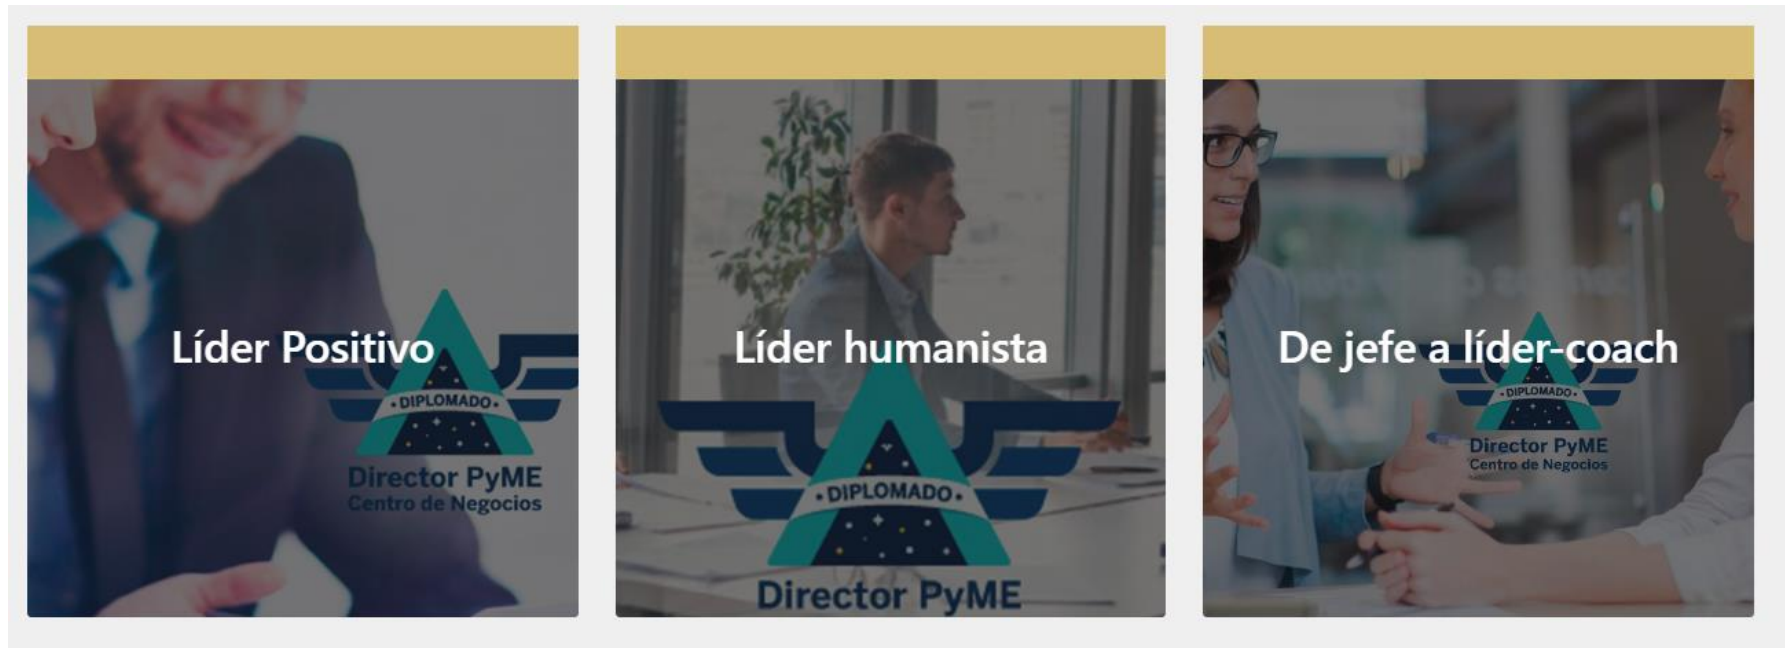 Líder Positivo
• DIPLOMADO •
Director PyME
Centro de Negocios
Líder humanista
• DIPLOMADO •
Director PyME
De jefe a líder-coach
• DIPLOMADO •
Director PyME
Centro de Negocios